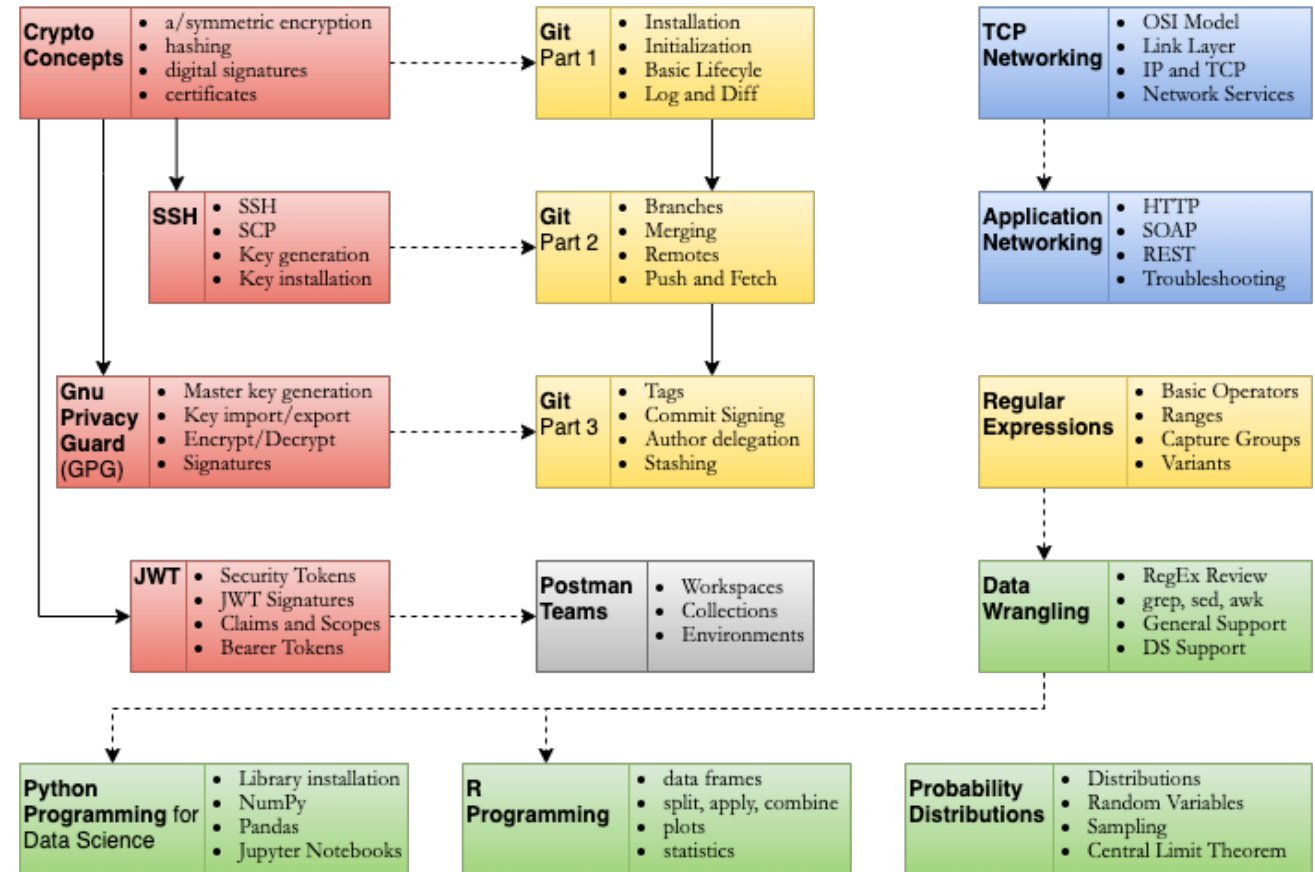 Crypto
Concepts
• a/symmetric encryption
• hashing
• digital signatures
• certificates
Git
Part 1
• Installation
• Initialization
• Basic Lifecyle
• Log and Diff
TCP
Networking
• OSI Model
• Link Layer
• IP and TCP
• Network Services
SSH
• SSH
• SCP
• Key generation
• Key installation
Git
Part 2
• Branches
• Merging
• Remotes
• Push and Fetch
Application
Networking
• HTTP
• SOAP
• REST
• Troubleshooting
Gnu
Privacy
Guard
(GPG)
• Master key generation
• Key import/export
• Encrypt/Decrypt
• Signatures
Git
Part 3
• Tags
• Commit Signing
• Author delegation
• Stashing
Regular
Expressions
• Basic Operators
• Ranges
• Capture Groups
• Variants
JWT
• Security Tokens
• JWT Signatures
• Claims and Scopes
• Bearer Tokens
Postman
Teams
• Workspaces
• Collections
• Environments
Data
Wrangling
• RegEx Review
• grep, sed, awk
• General Support
• DS Support
Python
Programming for
Data Science
• Library installation
• NumPy
• Pandas
• Jupyter Notebooks
R
Programming
• data frames
• split, apply, combine
• plots
• statistics
Probability
Distributions
• Distributions
• Random Variables
• Sampling
• Central Limit Theorem